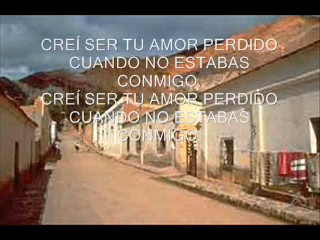 CREÍ SER TU AMOR PERDIDO
CUANDO NO ESTABAS
CONMIGO
CREÍ SER TU AMOR PERDIDO
CUANDO NO ESTABAS
CONMIGO